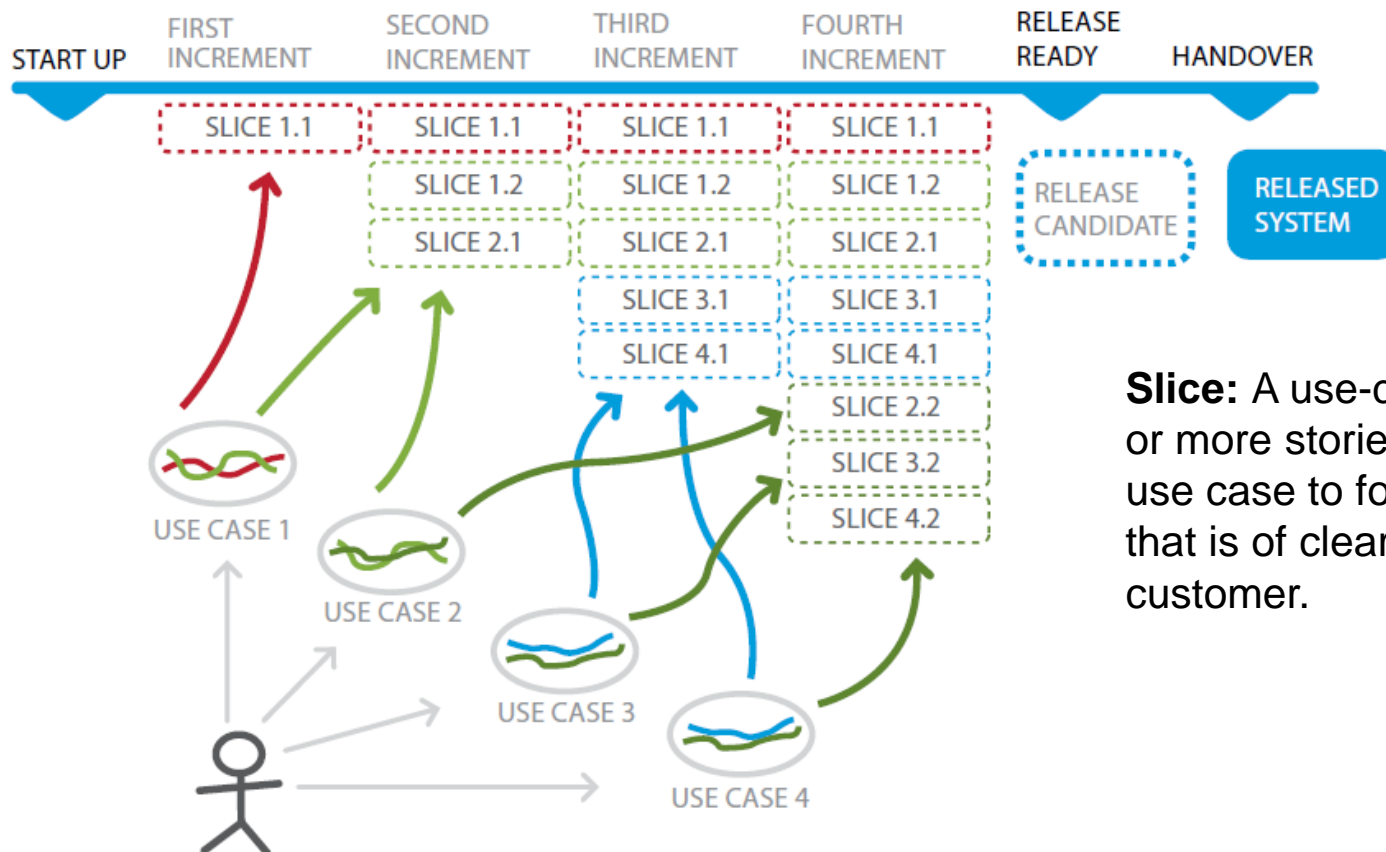 START UP
FIRST
INCREMENT
SECOND
INCREMENT
THIRD
INCREMENT
FOURTH
INCREMENT
RELEASE
READY
HANDOVER
SLICE 1.1
SLICE 1.1
SLICE 1.1
SLICE 1.1
SLICE 1.2
SLICE 1.2
SLICE 1.2
SLICE 2.1
SLICE 2.1
SLICE 2.1
SLICE 3.1
SLICE 3.1
SLICE 4.1
SLICE 4.1
SLICE 2.2
SLICE 3.2
SLICE 4.2
RELEASE
CANDIDATE
RELEASED
SYSTEM
Slice: A use-c
or more storie
use case to fo
that is of clear
customer.
USE CASE 1
USE CASE 2
USE CASE 3
USE CASE 4